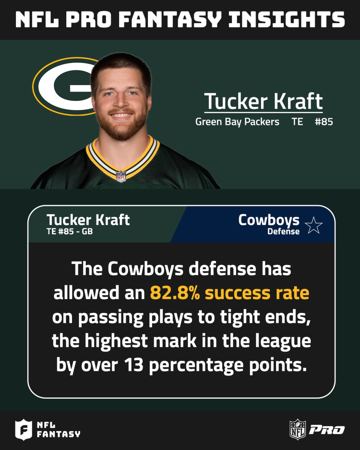 NFL PRO FANTASY INSIGHTS
G
Tucker Kraft
Green Bay Packers TE #85
Tucker Kraft
TE #85 - GB
Cowboys
Defense
The Cowboys defense has
allowed an 82.8% success rate
on passing plays to tight ends,
the highest mark in the league
by over 13 percentage points.
F NFL
FANTASY
NFL PRO